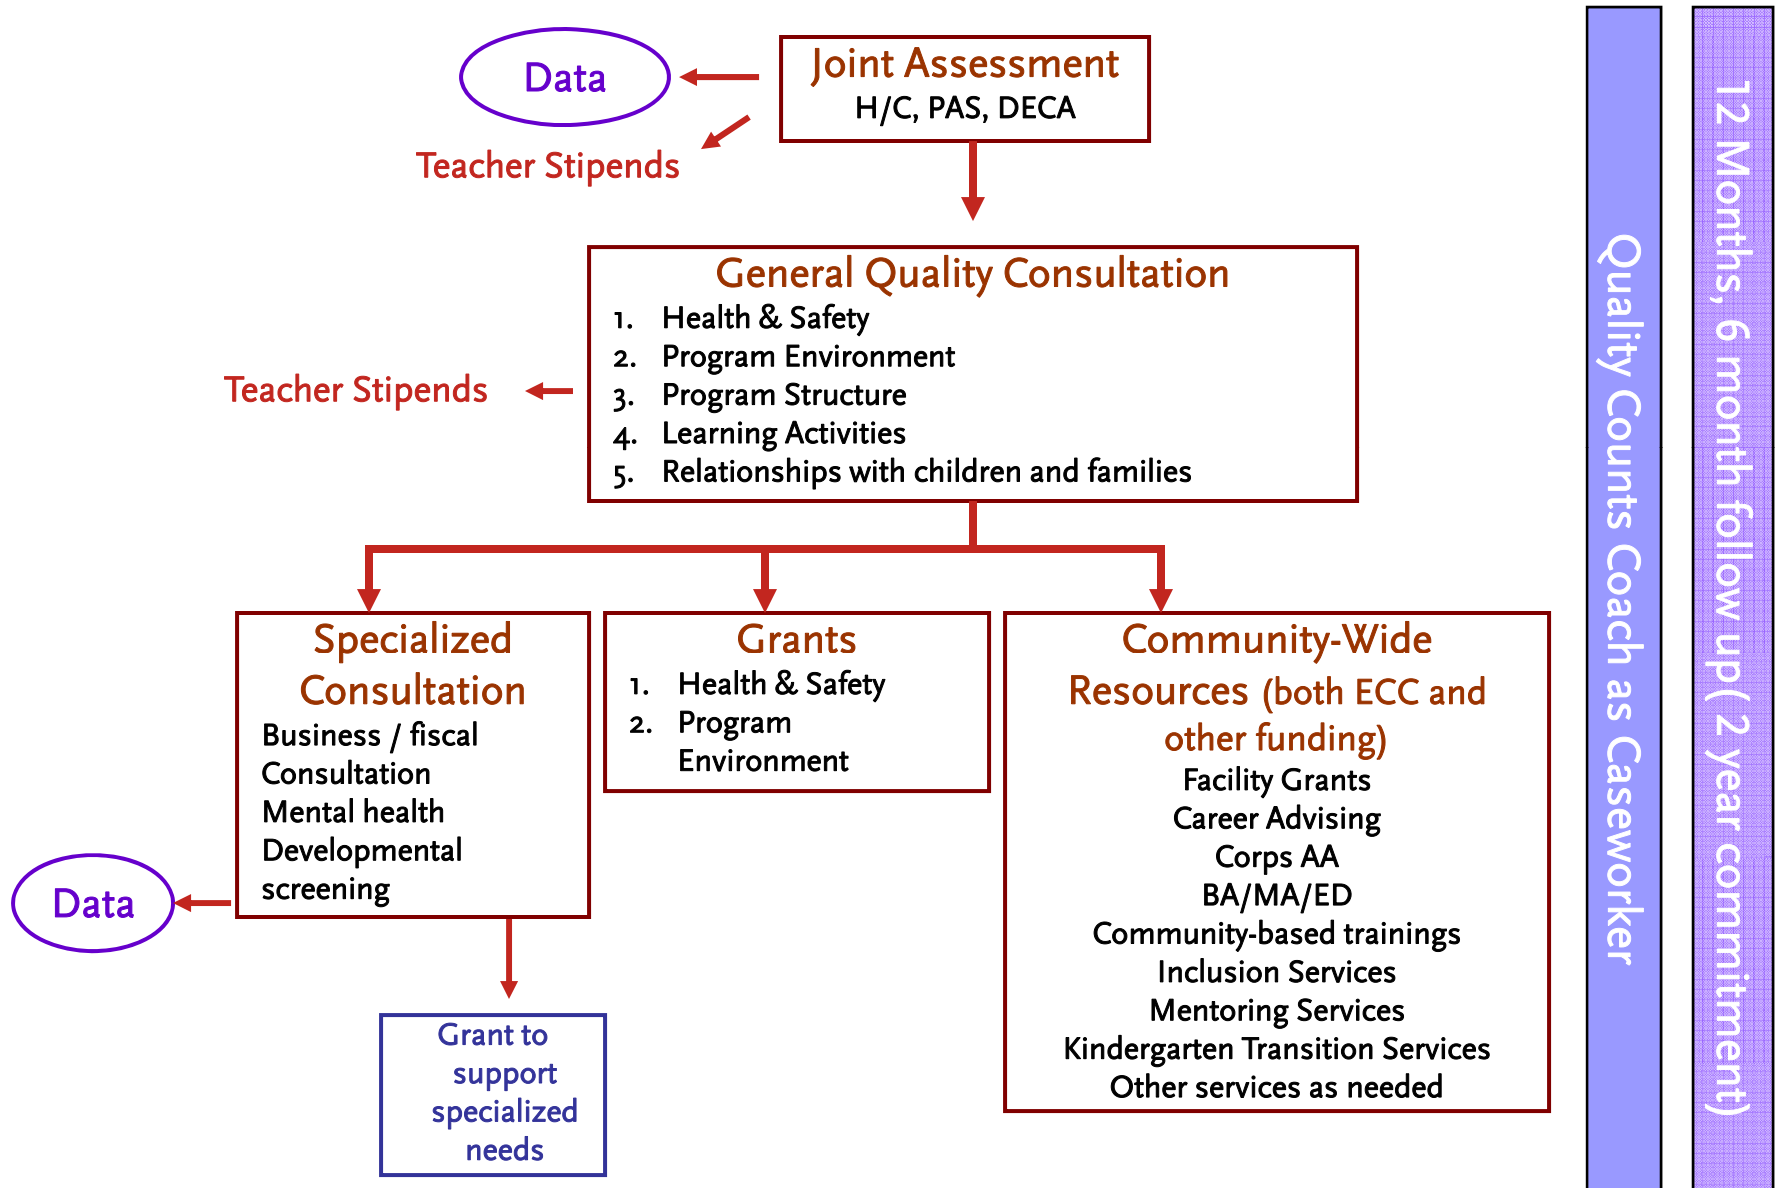 Data
Joint Assessment
H/C, PAS, DECA
Teacher Stipends
General Quality Consultation
1. Health & Safety
2. Program Environment
3. Program Structure
4. Learning Activities
5. Relationships with children and families
Teacher Stipends
Specialized
Consultation
Business / fiscal
Consultation
Mental health
Developmental
screening
Data
Grant to
support
specialized
needs
Grants
1. Health & Safety
2. Program
Environment
Community-Wide
Resources (both ECC and
other funding)
Facility Grants
Career Advising
Corps AA
BA/MA/ED
Community-based trainings
Inclusion Services
Mentoring Services
Kindergarten Transition Services
Other services as needed
Quality Counts Coach as Caseworker
12 Months, 6 month follow up( 2 year commitment)